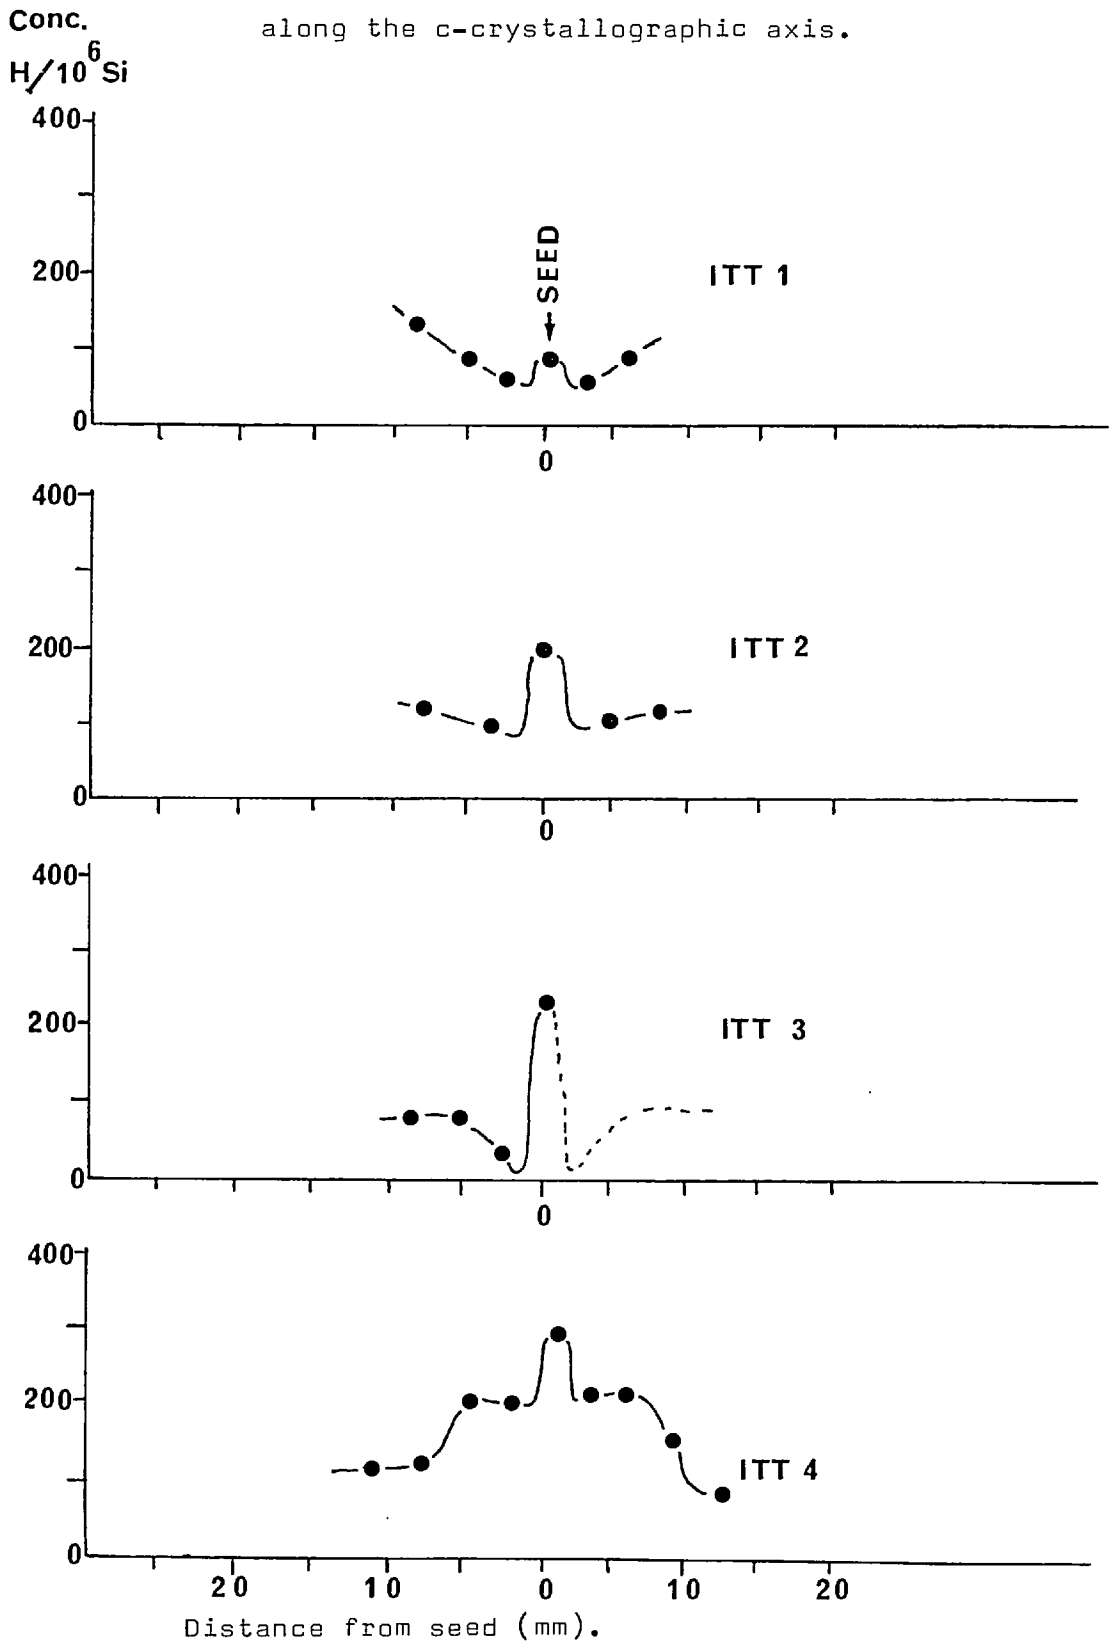 Conc.
along the c-crystallographic axis.
H/10⁶Si
400
200
0
SEED
ITT 1
0
400
200
0
ITT 2
0
400
200
0
ITT 3
0
400
200
0
ITT 4
20 10 0 10 20
Distance from seed (mm).